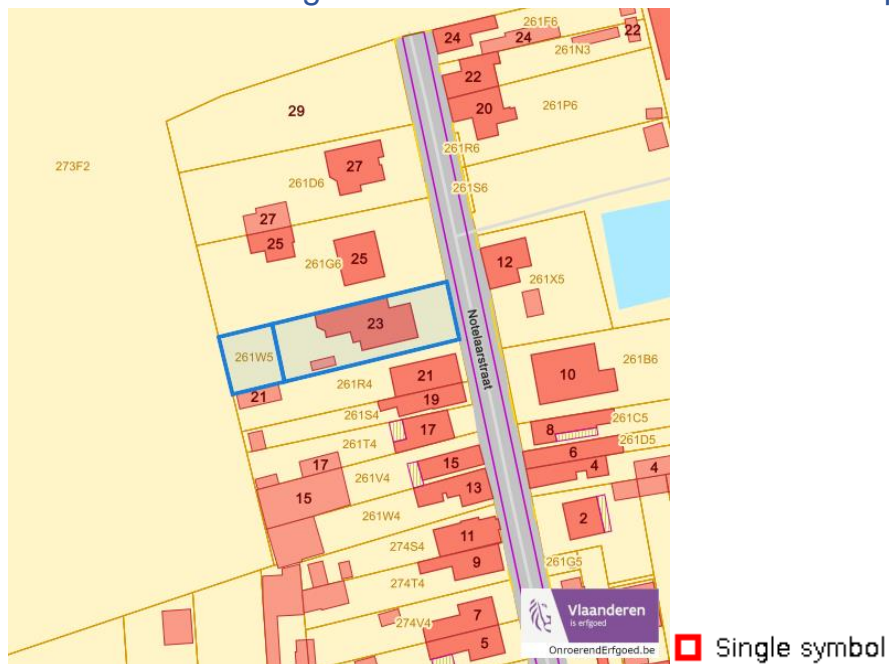 24
261F6
24
22
261N3
22
29
20
261P6
273F2
27
261R6
261D6
261S6
27
25
25
261G6
12
261X5
23
Notelaarstraat
261W5
261B6
21
10
261R4
21
19
261S4
261C5
17
8
261D5
261T4
6
15
4
4
17
261V4
15
13
261W4
2
11
274S4
9
261G5
274T4
7
274V4
5
Vlaanderen
is erfgoed
OnroerendErfgoed.be
Single symbol